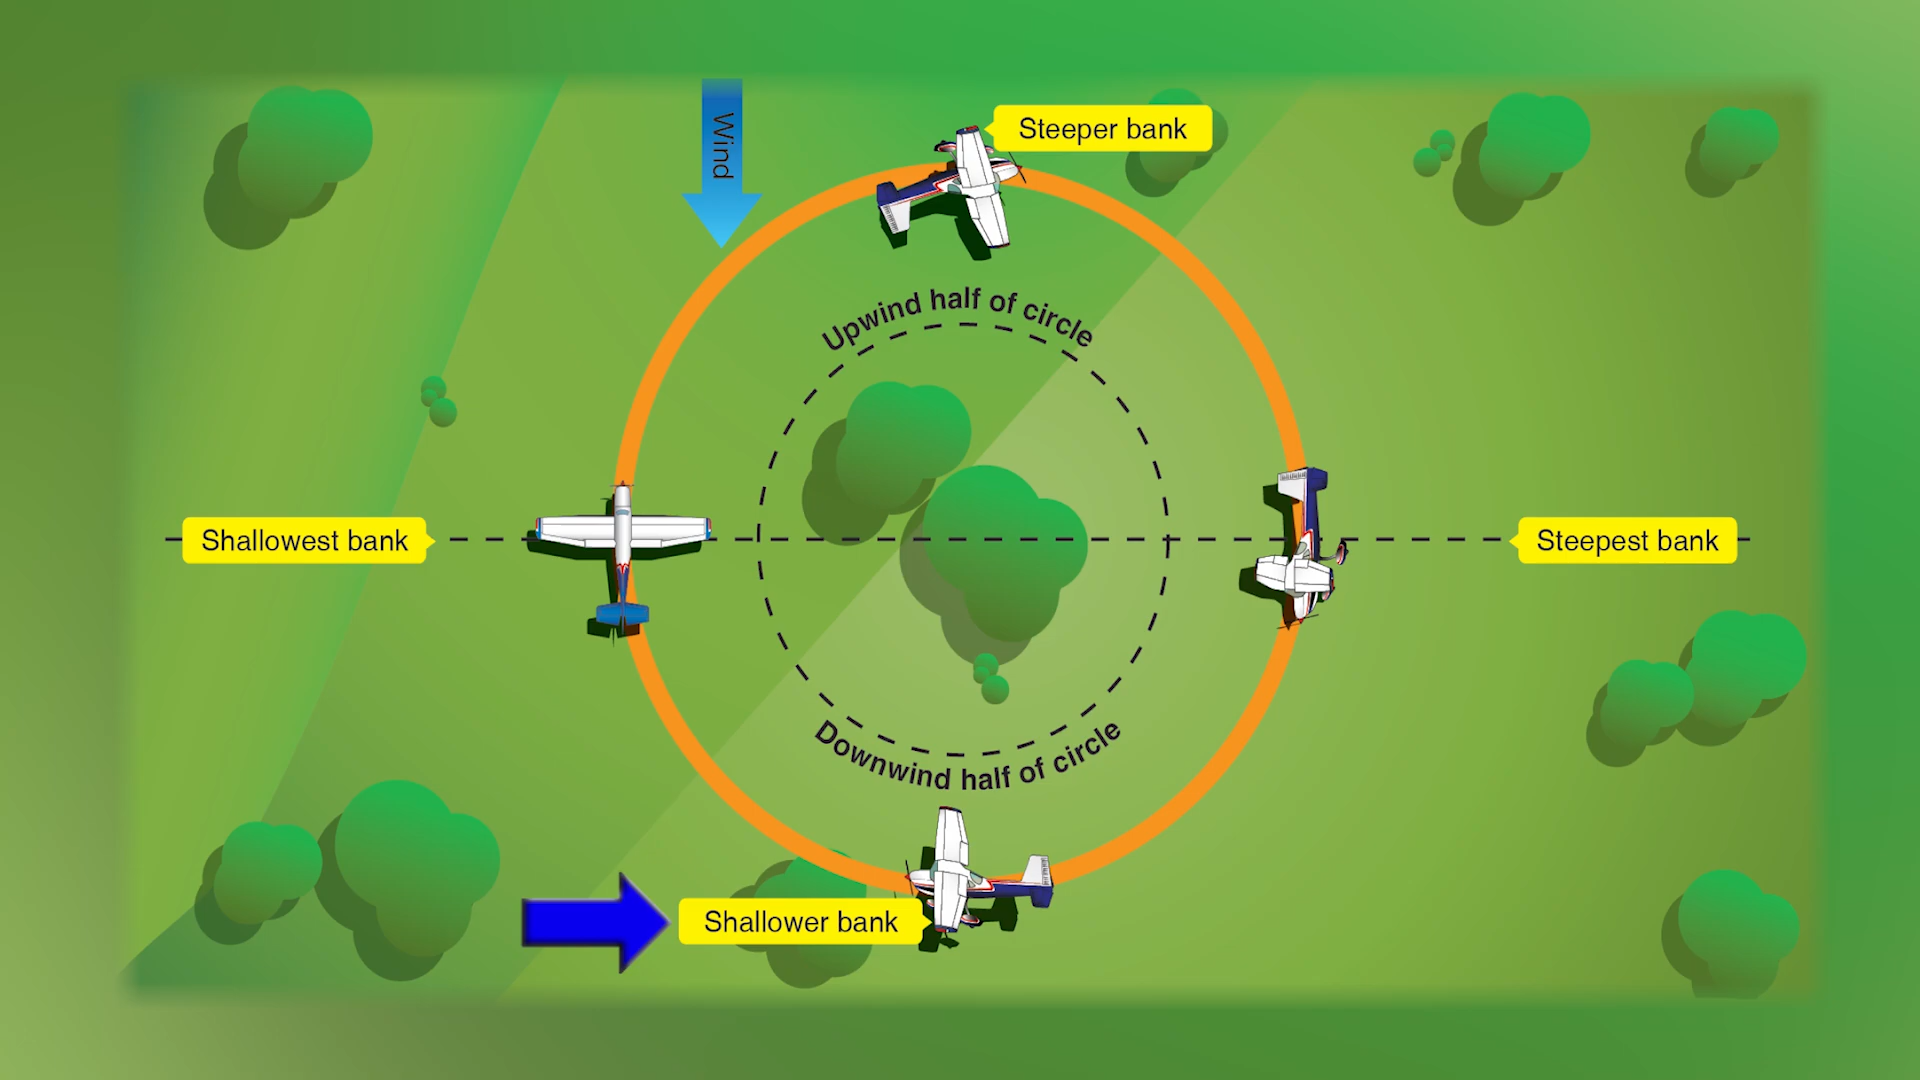 Wind
Steeper bank
Upwind half of circle
Shallowest bank
Steepest bank
Downwind half of circle
Shallower bank